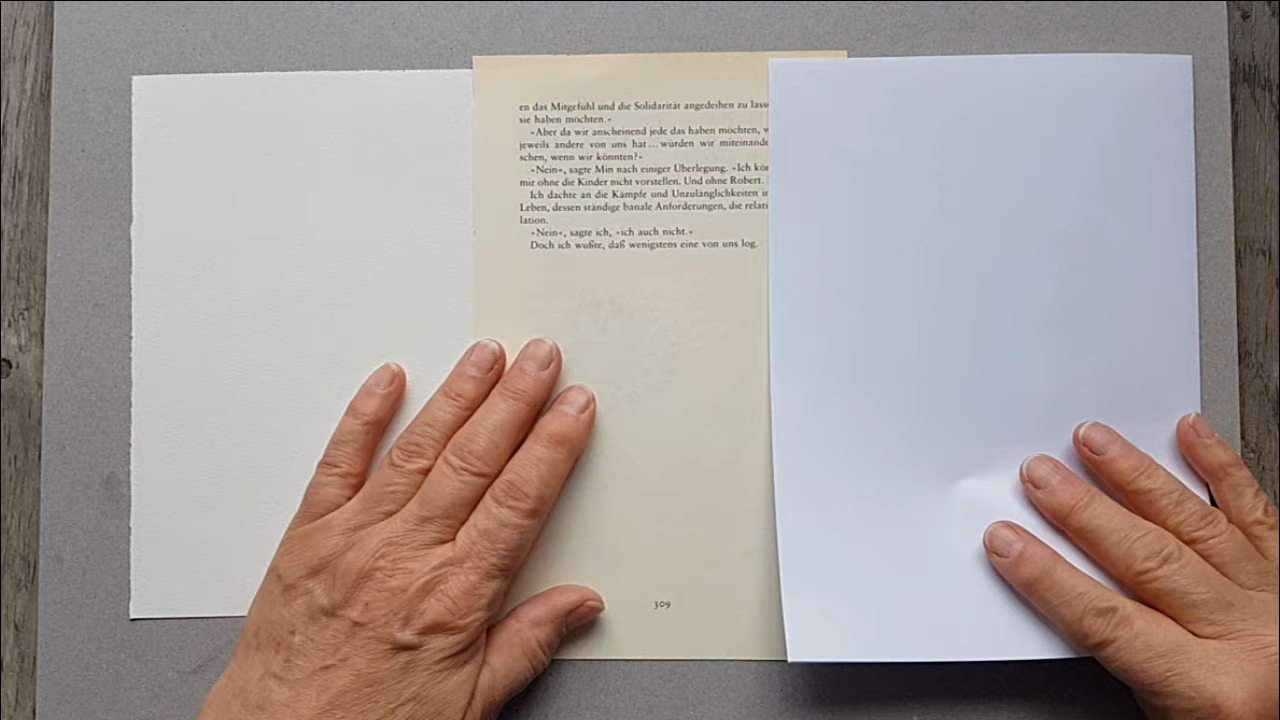 en das Mitgefühl und die Solidarität angedeihen zu lass
sie haben möchten.«
»Aber da wir anscheinend jede das haben möchten, w
jeweils andere von uns hat... würden wir miteinande
schen, wenn wir könnten?«
»Nein«, sagte Min nach einiger Überlegung. »Ich kön
mir ohne die Kinder nicht vorstellen. Und ohne Robert.
Ich dachte an die Kämpfe und Unzulänglichkeiten in
Leben, dessen ständige banale Anforderungen, die relati
lation.
»Nein«, sagte ich, »ich auch nicht.«
Doch ich wußte, daß wenigstens eine von uns log.
309